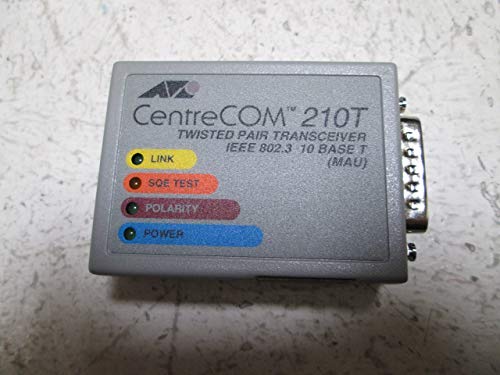 CentreCOM™ 210T
TWISTED PAIR TRANSCEIVER
IEEE 802.3 10 BASE T
(MAU)
LINK
SQE TEST
POLARITY
POWER